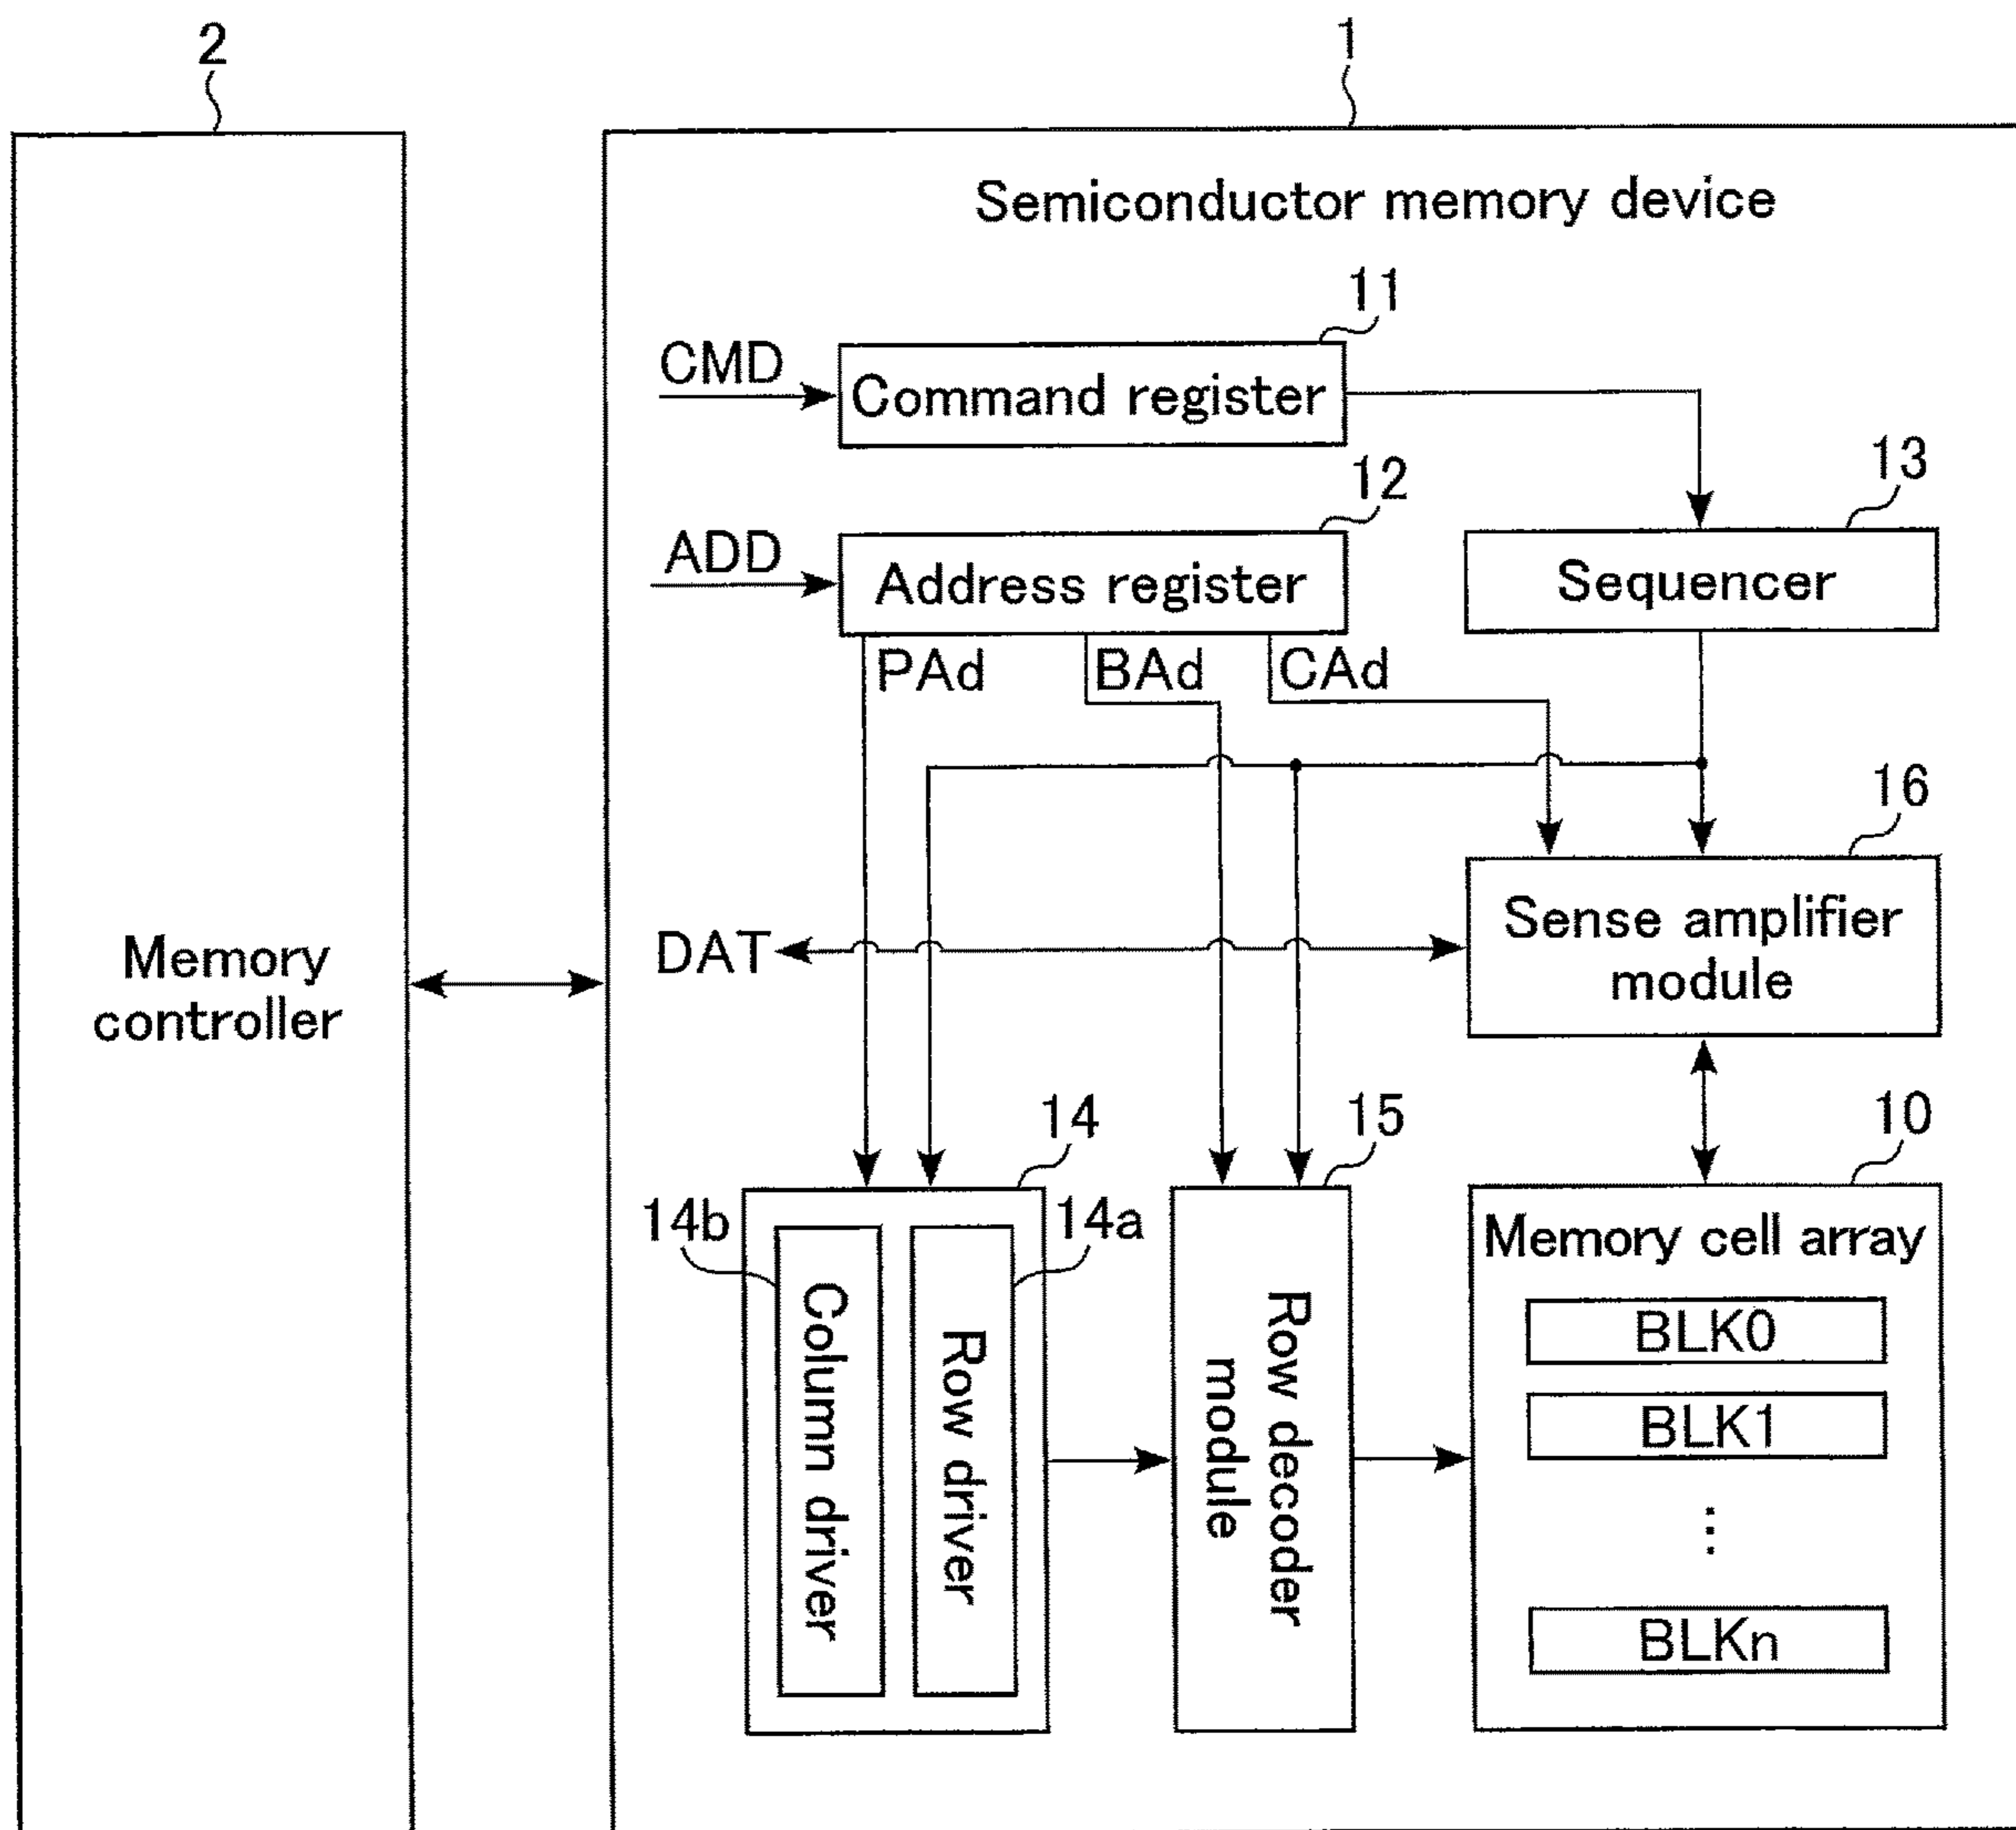 2
1
Semiconductor memory device
11
CMD
Command register
12
13
ADD
Address register
Sequencer
PAd
BAd
CAd
16
DAT
Sense amplifier
module
Memory
controller
14
15
10
14b
14a
Column driver
Row driver
Row decoder
module
Memory cell array
BLK0
BLK1
⋮
BLKn